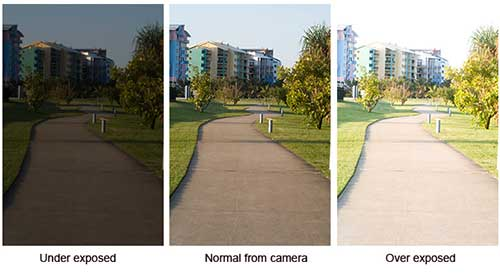 Under exposed
Normal from camera
Over exposed